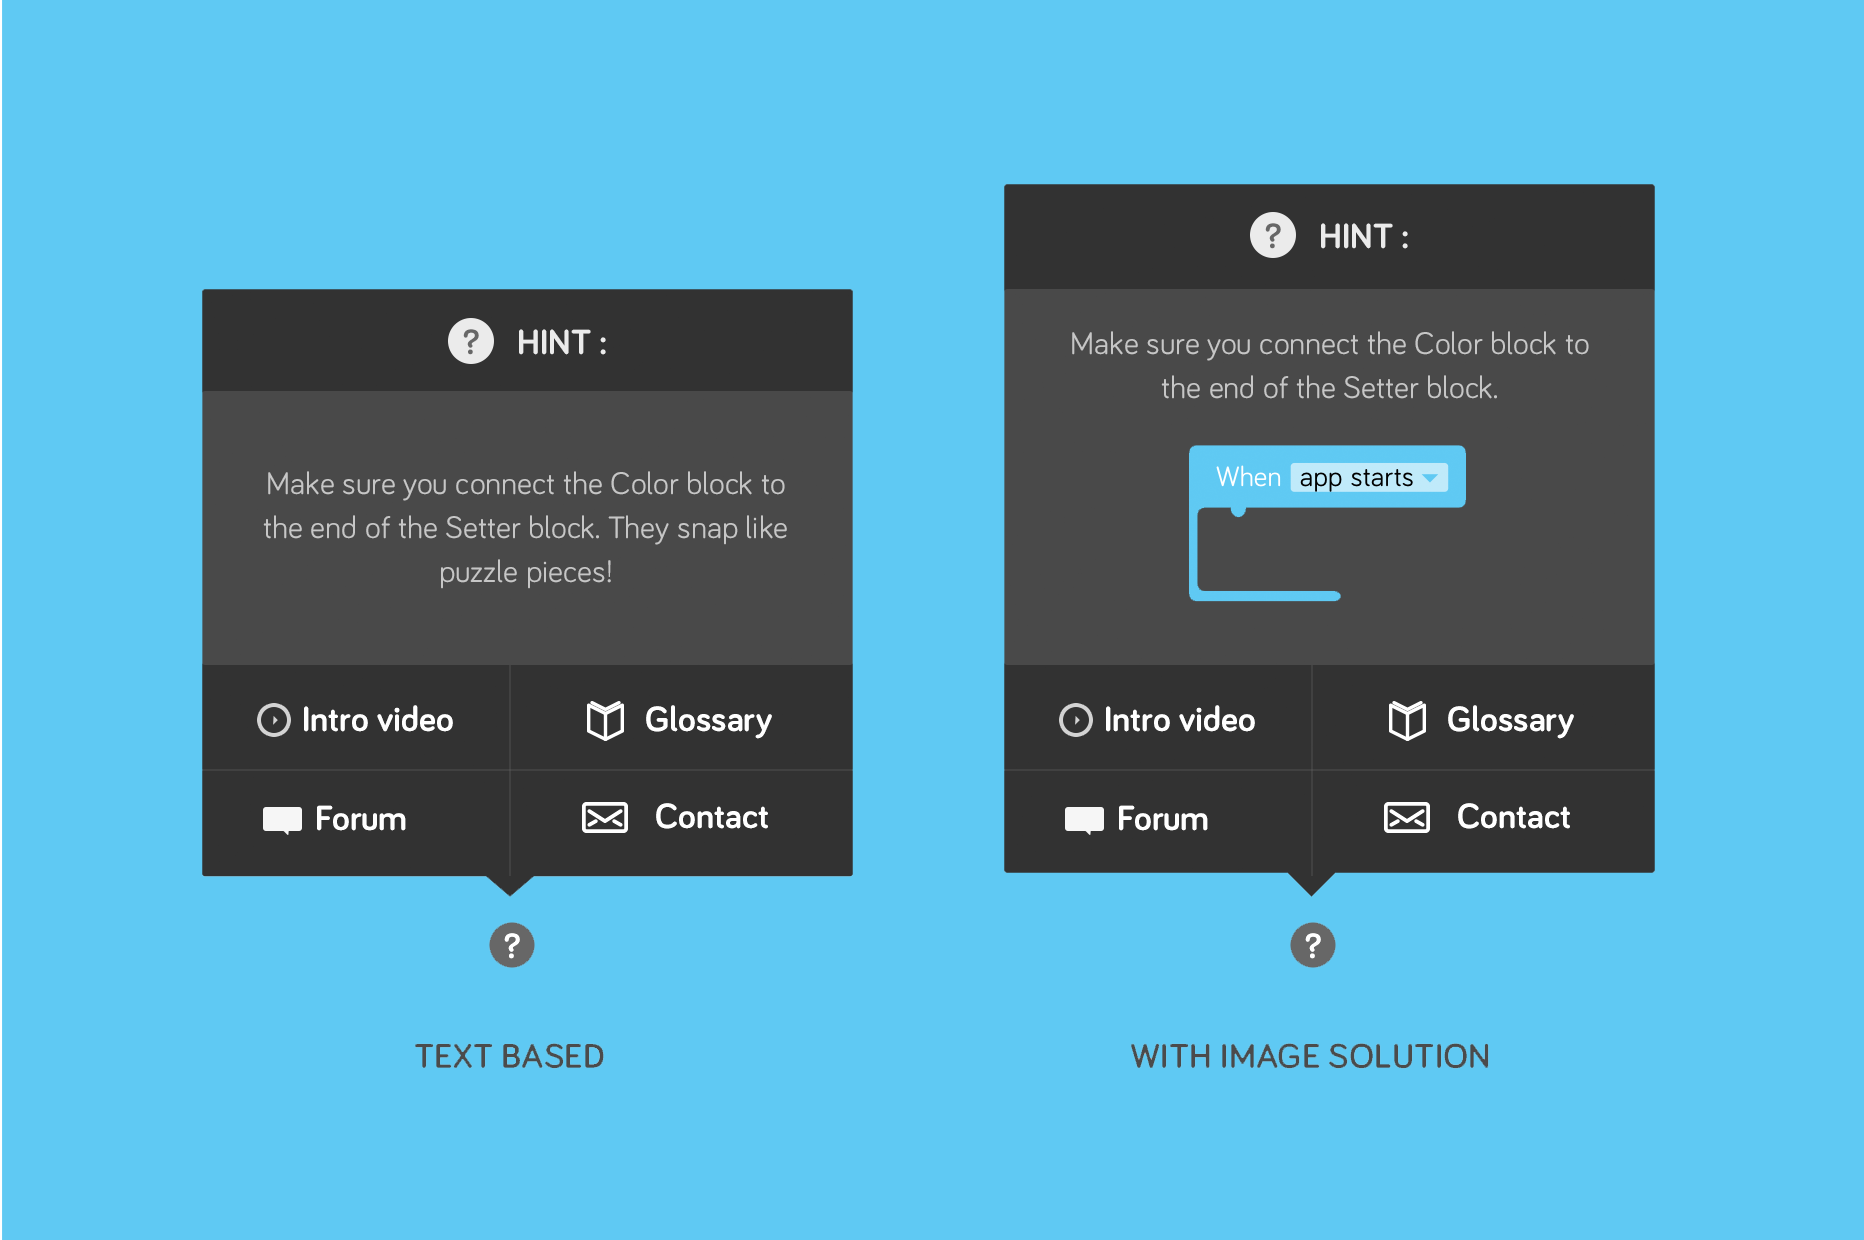 HINT :
Make sure you connect the Color block to
the end of the Setter block. They snap like
puzzle pieces!
Intro video
Glossary
Forum
Contact
?
TEXT BASED
HINT :
Make sure you connect the Color block to
the end of the Setter block.
When app starts
Intro video
Glossary
Forum
Contact
?
WITH IMAGE SOLUTION